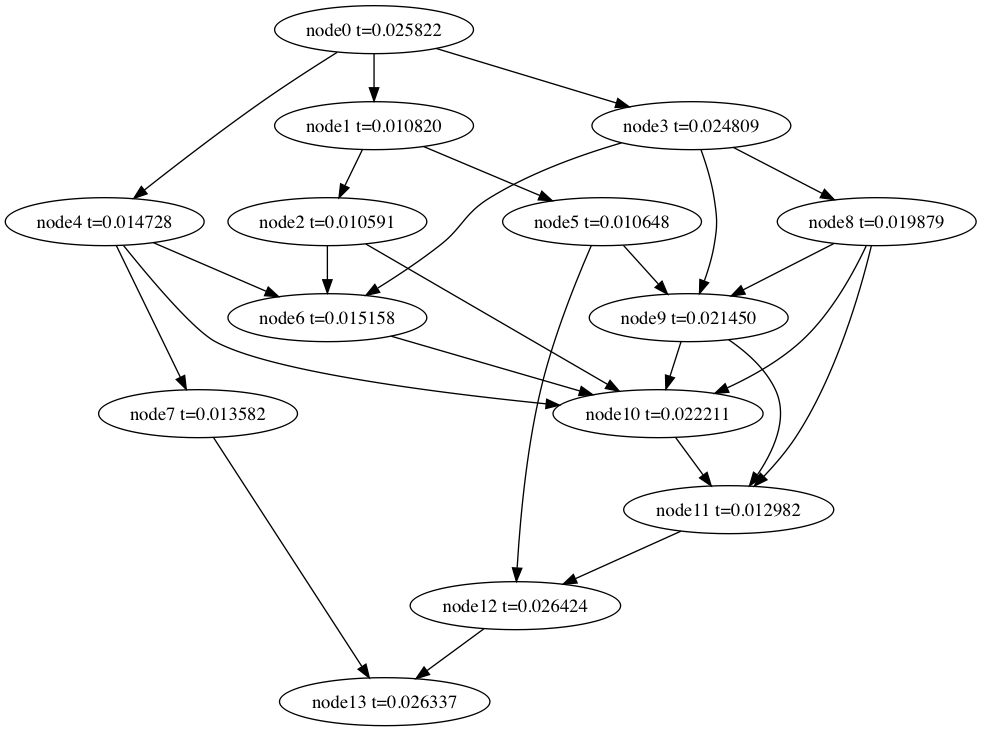 node0 t=0.025822
node1 t=0.010820
node3 t=0.024809
node4 t=0.014728
node2 t=0.010591
node5 t=0.010648
node8 t=0.019879
node6 t=0.015158
node9 t=0.021450
node7 t=0.013582
node10 t=0.022211
node11 t=0.012982
node12 t=0.026424
node13 t=0.026337